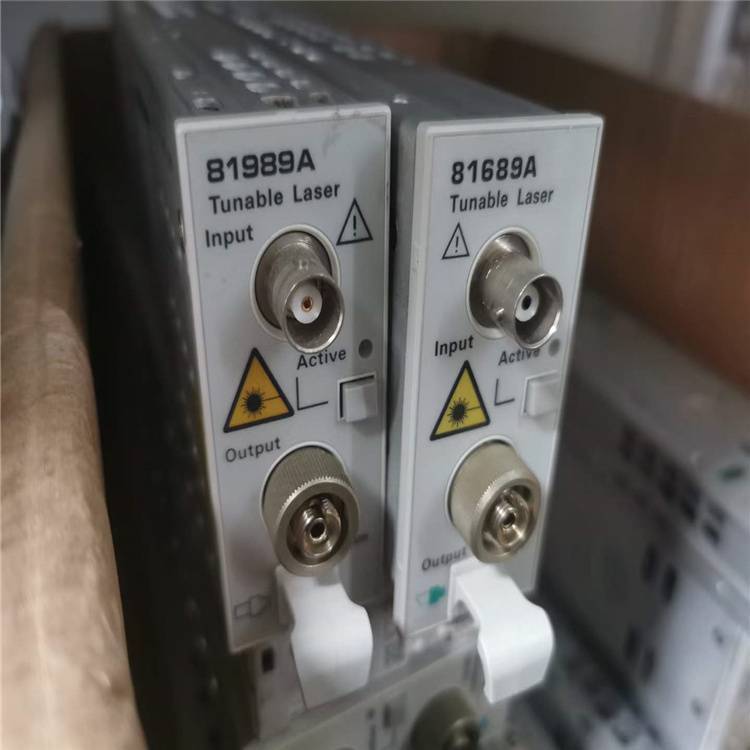 81989A
Tunable Laser
Input
Active
Output
81689A
Tunable Laser
Input
Active
Output